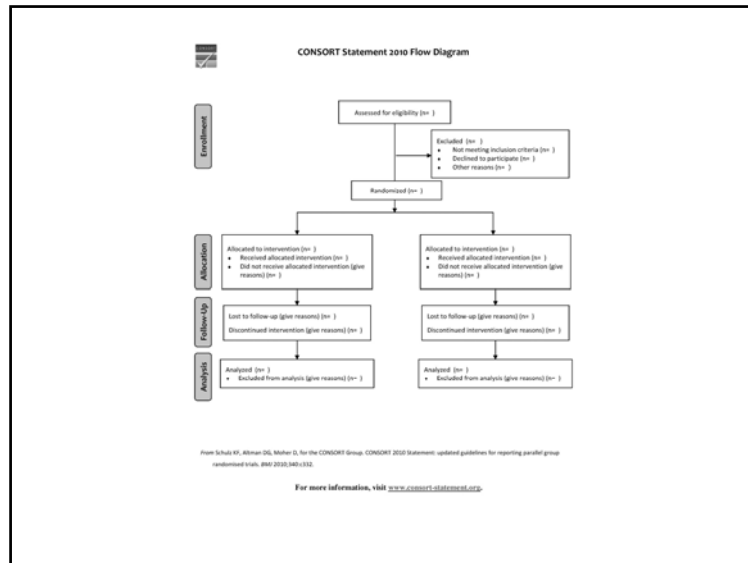 CONSORT Statement 2010 Flow Diagram
Enrollment
Assessed for eligibility (n= )
Excluded (n= )
• Not meeting inclusion criteria (n= )
• Declined to participate (n= )
• Other reasons (n= )
Randomized (n= )
Allocation
Allocated to intervention (n= )
• Received allocated intervention (n= )
• Did not receive allocated intervention (give
reasons) (n= )
Allocated to intervention (n= )
• Received allocated intervention (n= )
• Did not receive allocated intervention (give
reasons) (n= )
Follow-Up
Lost to follow-up (give reasons) (n= )
Discontinued intervention (give reasons) (n= )
Lost to follow-up (give reasons) (n= )
Discontinued intervention (give reasons) (n= )
Analysis
Analyzed (n= )
• Excluded from analysis (give reasons) (n= )
Analyzed (n= )
• Excluded from analysis (give reasons) (n= )
From Schulz KF, Altman DG, Moher D, for the CONSORT Group. CONSORT 2010 Statement: updated guidelines for reporting parallel group
randomised trials. BMJ 2010;340:c332.
For more information, visit www.consort-statement.org.